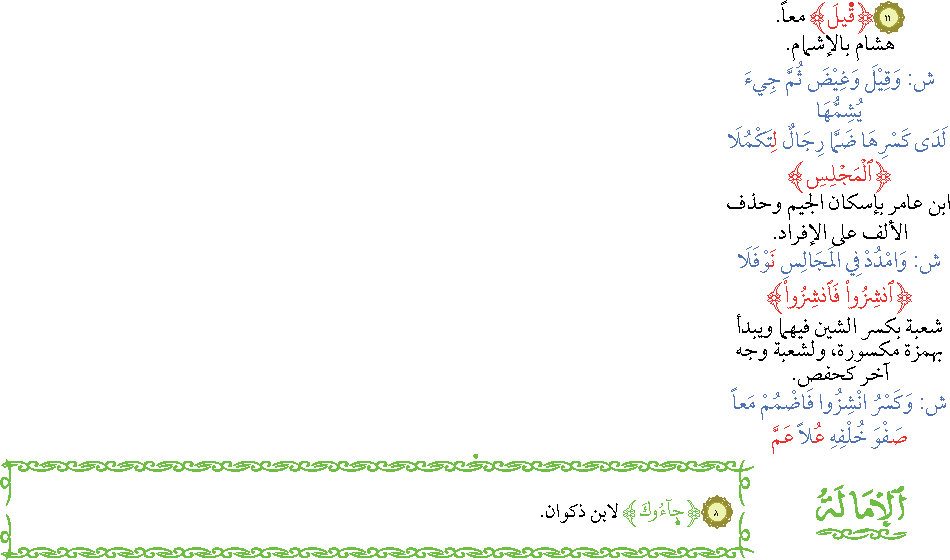 ١١ ﴿قِيلَ﴾ معاً.
هشام بالإشمام.
ش: وَقِيْلَ وَغِيْضَ ثُمَّ جِيءَ
يُشِمُّهَا
لَدَى كَسْرِهَا ضَمًّا رِجَالٌ لِتَكْمُلَا
﴿ٱلْمَجْلِسِ﴾
ابن عامر بإسكان الجيم وحذف
الألف على الإفراد.
ش: وَامْدُدْ فِي المَجَالِسِ نَوْفَلَا
﴿ٱنشِزُواْ فَٱنشِزُواْ﴾
شعبة بكسر الشين فيهما ويبدأ
بهمزة مكسورة، ولشعبة وجه
آخر كحفص.
ش: وَكَسْرُ انْشِزُوا فَاضْمُمْ مَعاً
صَفْوَ خُلْفِهِ عُلاً عَمَّ
ٱلْإِمَالَةُ
٨ ﴿جَآءُوكَ﴾ لابن ذكوان.